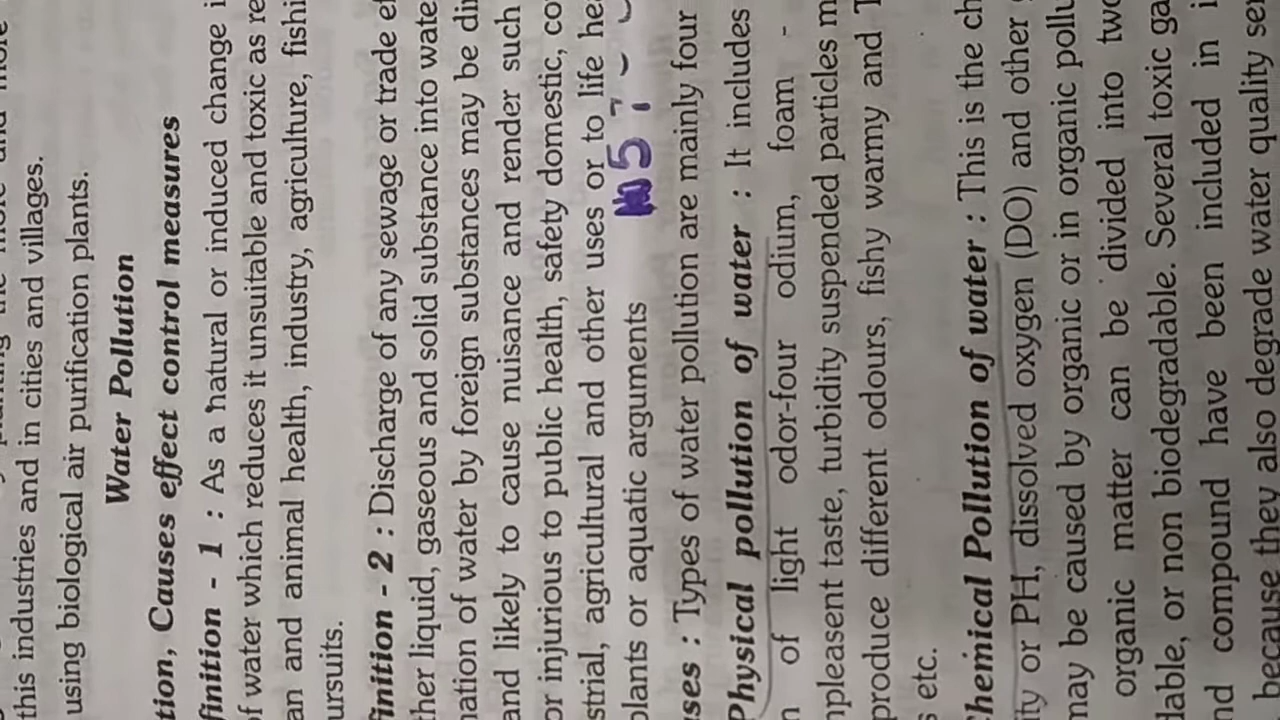 this industries and in cities and villages.
using biological air purification plants.
Water Pollution
tion, Causes effect control measures
finition - 1 : As a natural or induced change i
of water which reduces it unsuitable and toxic as re
an and animal health, industry, agriculture, fishi
ursuits.
finition - 2 : Discharge of any sewage or trade ef
ther liquid, gaseous and solid substance into wate
nation of water by foreign substances may be di
and likely to cause nuisance and render such
or injurious to public health, safety domestic, co
strial, agricultural and other uses or to life hea
plants or aquatic arguments
uses : Types of water pollution are mainly four
Physical pollution of water : It includes
n of light odor-four odium, foam -
npleasent taste, turbidity suspended particles m
produce different odours, fishy warmy and T
s etc.
Chemical Pollution of water : This is the ch
ity or PH, dissolved oxygen (DO) and other
may be caused by organic or in organic pollu
organic matter can be divided into two
dable, or non biodegradable. Several toxic ga
nd compound have been included in i
because they also degrade water quality ser